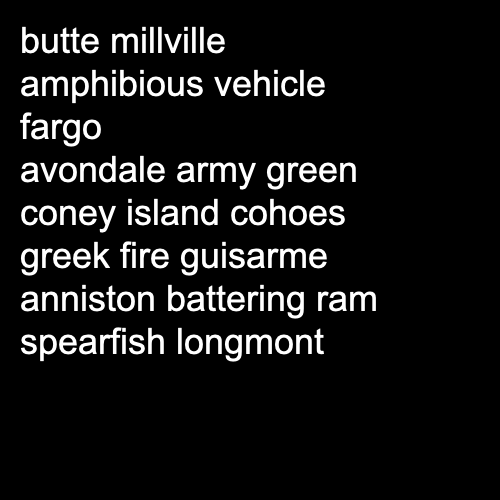 butte millville
amphibious vehicle
fargo
avondale army green
coney island cohoes
greek fire guisarme
anniston battering ram
spearfish longmont